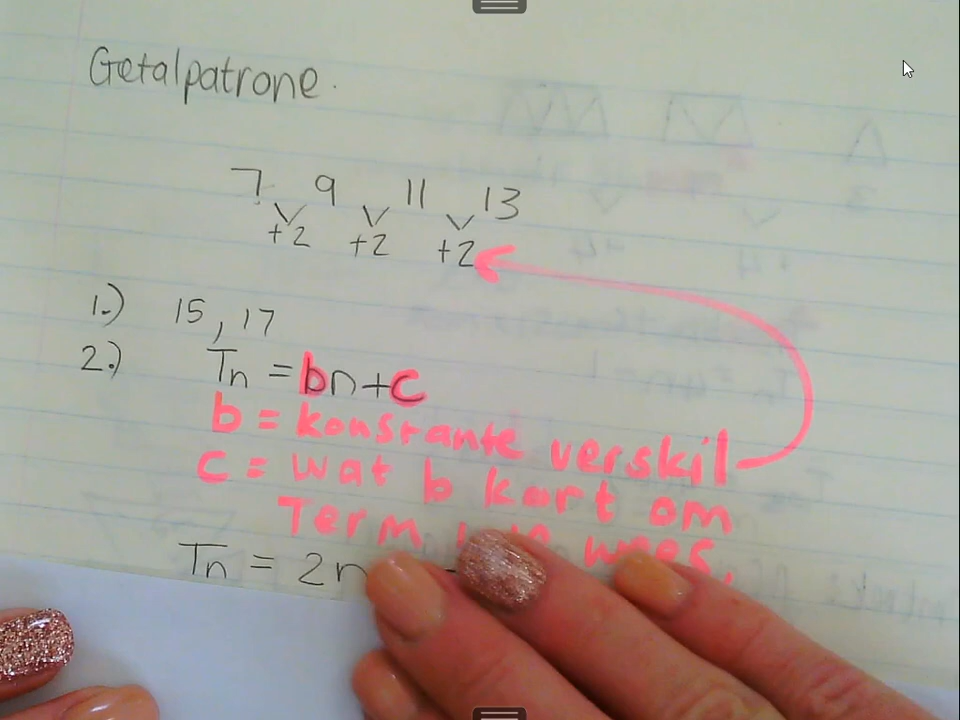 Getalpatrone.
7 9 11 13
+2 +2 +2
1.) 15, 17
2.) Tn = bn+c
b = konstante verskil
c = wat b kort om
Term wees.
Tn = 2n